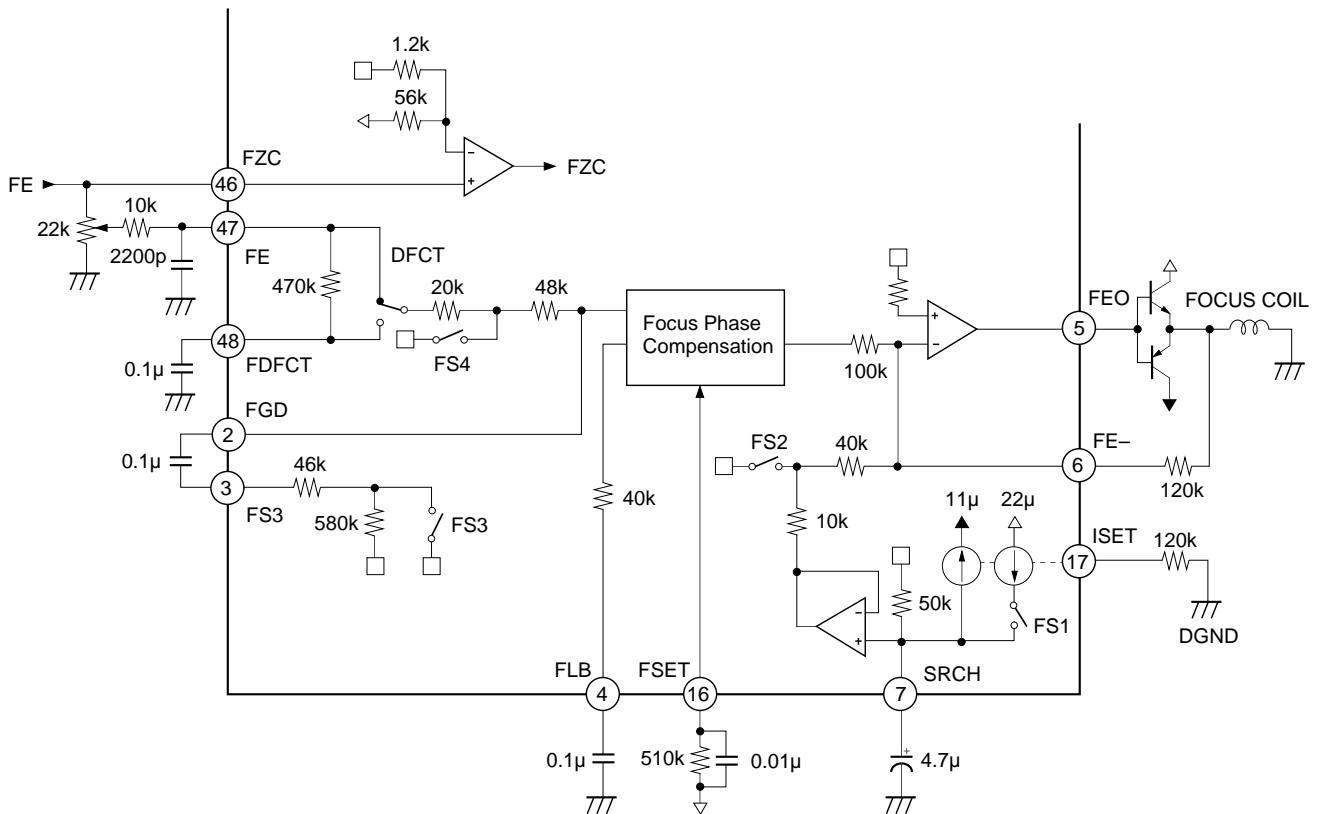 1.2k
56k
FZC
FE
46
−
+
FZC
10k
47
22k
2200p
FE
DFCT
470k
20k
48k
48
FDFCT
FS4
0.1µ
Focus Phase
Compensation
100k
+
−
FEO
5
FOCUS COIL
FGD
2
0.1µ
3
46k
FS3
580k
FS3
40k
FS2
40k
FE–
6
120k
10k
11µ
22µ
ISET
17
120k
50k
−
+
FS1
DGND
FLB
4
FSET
16
SRCH
7
0.1µ
510k
0.01µ
+
4.7µ